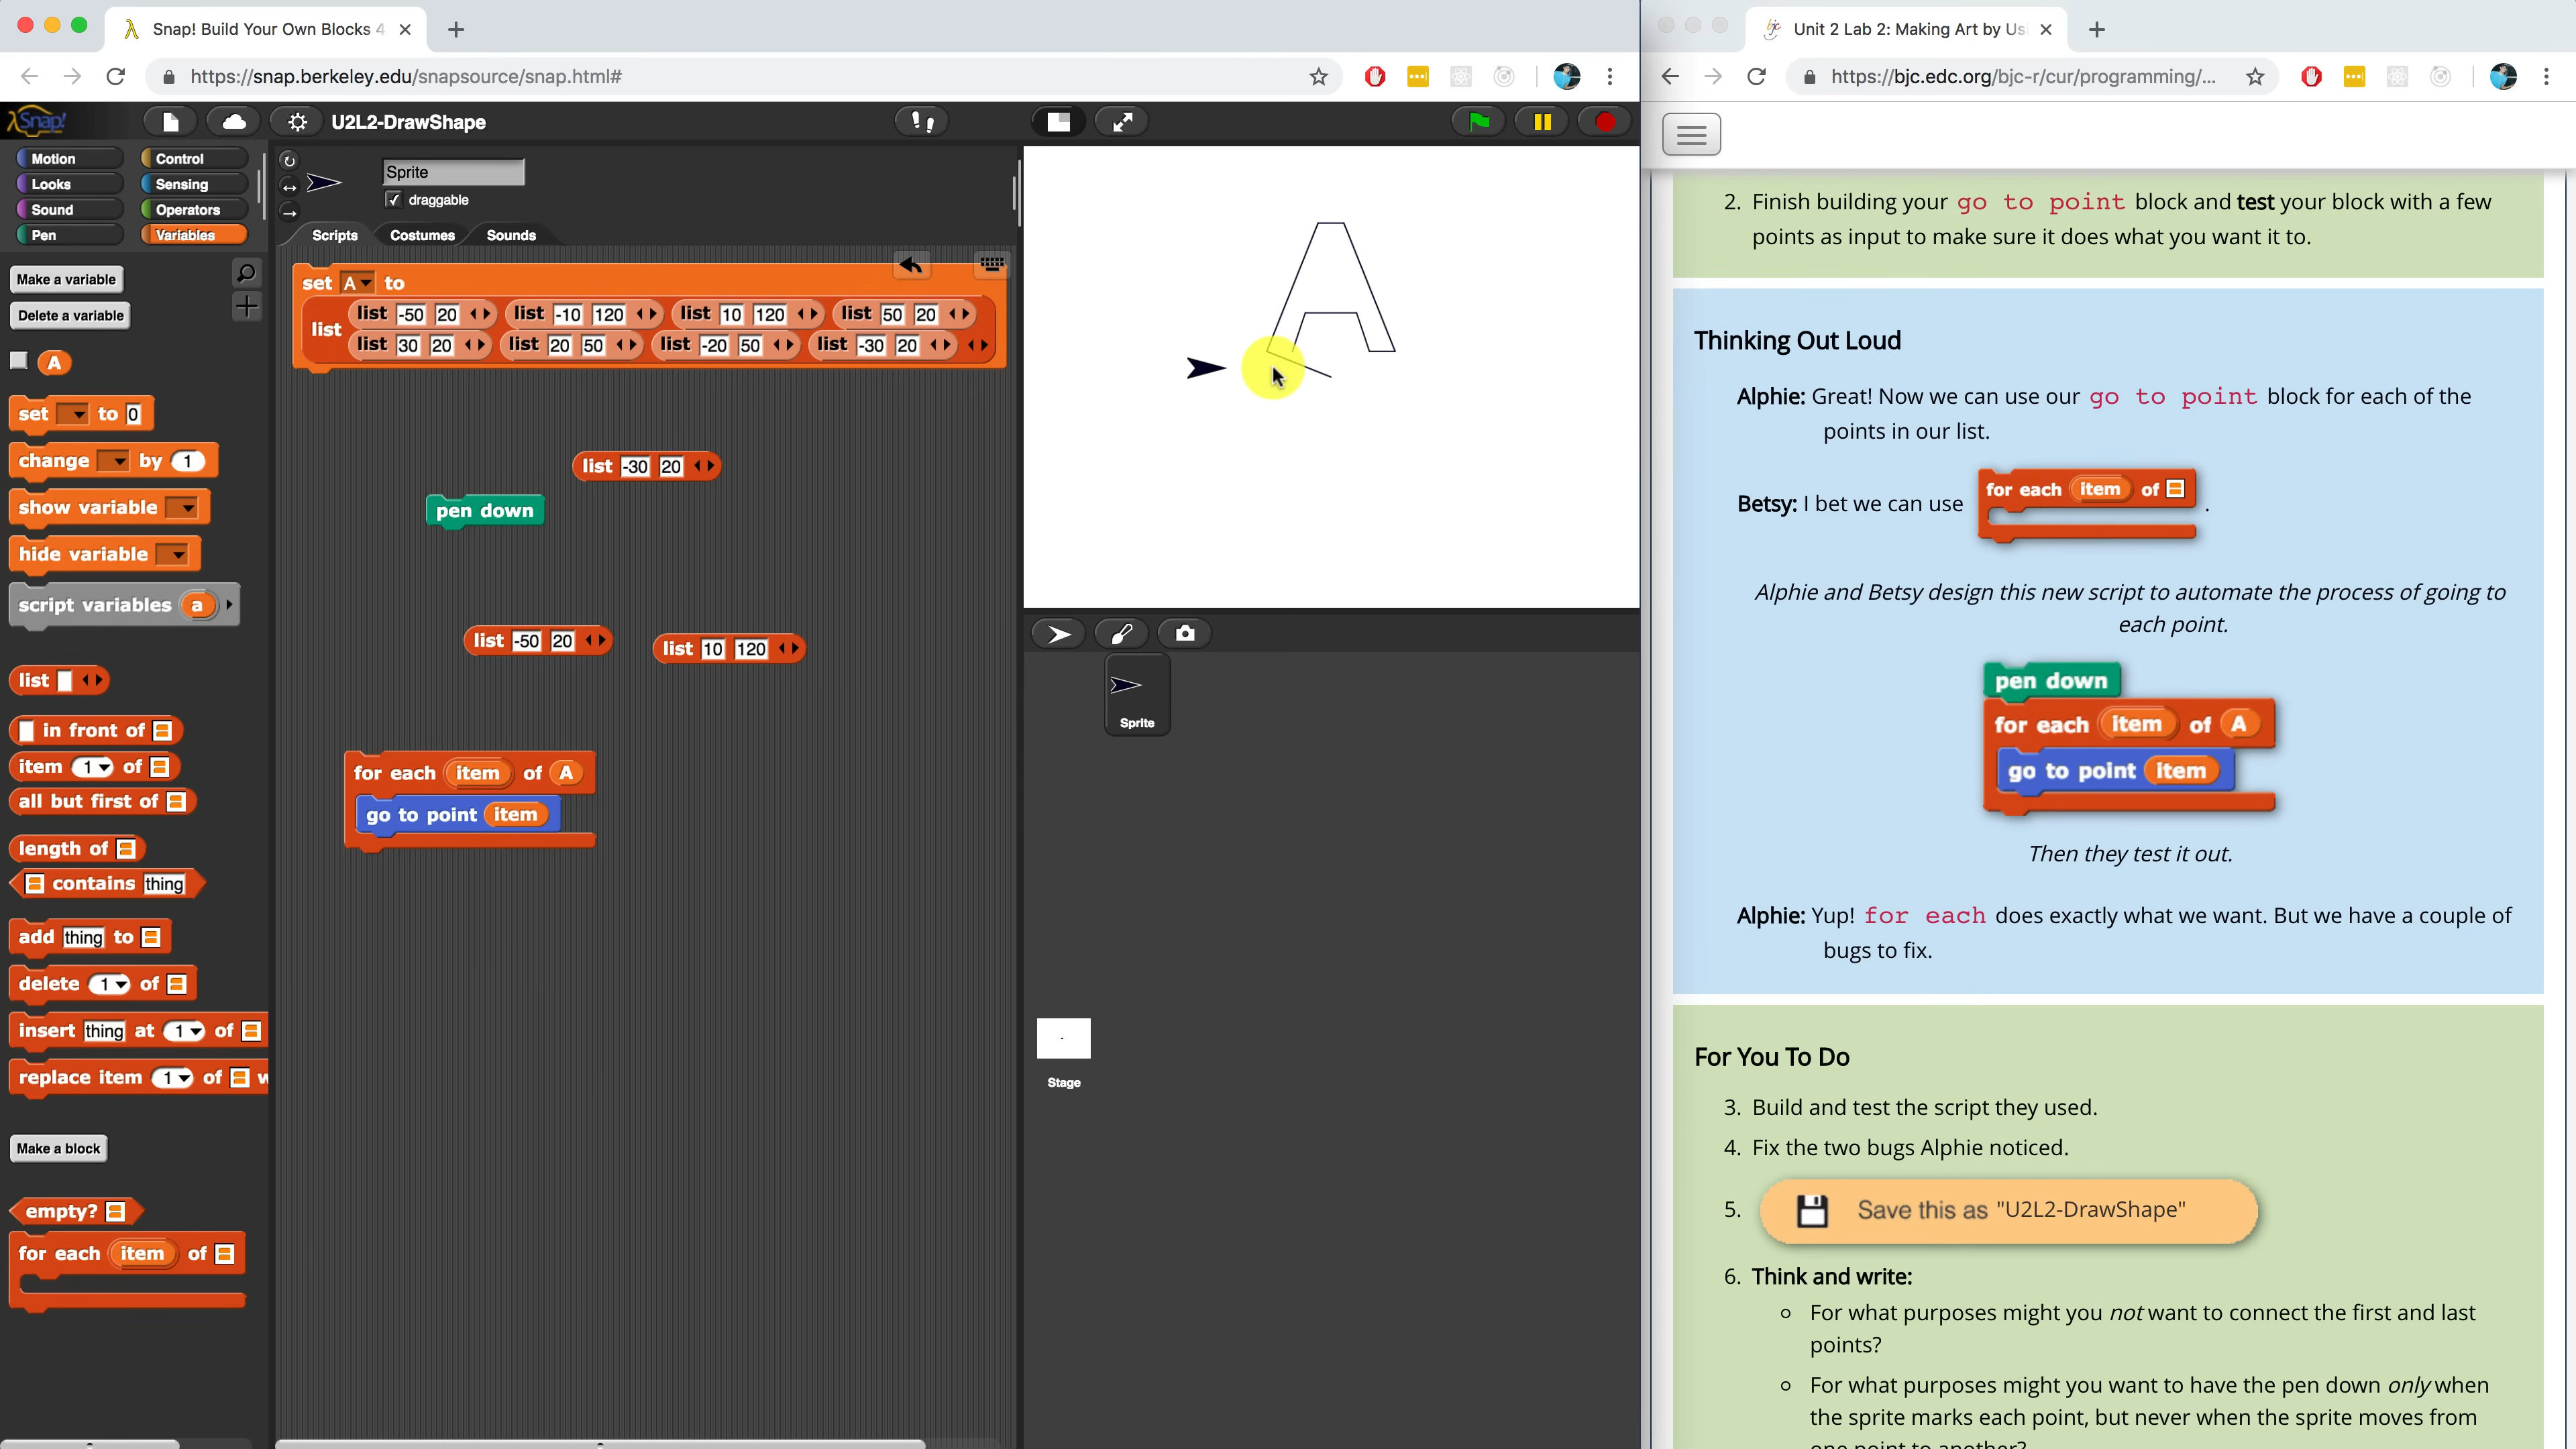 Snap! Build Your Own Blocks 4
https://snap.berkeley.edu/snapsource/snap.html#
Snap!
U2L2-DrawShape
Motion Control
Looks Sensing
Sound Operators
Pen Variables
Make a variable
Delete a variable
A
set to 0
change by 1
show variable
hide variable
script variables a
list
in front of
item 1 of
all but first of
length of
contains thing
add thing to
delete 1 of
insert thing at 1 of
replace item 1 of w
Make a block
empty?
for each item of
Sprite
draggable
Scripts Costumes Sounds
set A to
list list -50 20 list -10 120 list 10 120 list 50 20
list 30 20 list 20 50 list -20 50 list -30 20
list -30 20
pen down
list -50 20 list 10 120
for each item of A
go to point item
Sprite
Stage
Unit 2 Lab 2: Making Art by Us
https://bjc.edc.org/bjc-r/cur/programming/...
2. Finish building your go to point block and test your block with a few
points as input to make sure it does what you want it to.
Thinking Out Loud
Alphie: Great! Now we can use our go to point block for each of the
points in our list.
Betsy: I bet we can use for each item of .
Alphie and Betsy design this new script to automate the process of going to
each point.
pen down
for each item of A
go to point item
Then they test it out.
Alphie: Yup! for each does exactly what we want. But we have a couple of
bugs to fix.
For You To Do
3. Build and test the script they used.
4. Fix the two bugs Alphie noticed.
5. Save this as "U2L2-DrawShape"
6. Think and write:
For what purposes might you not want to connect the first and last
points?
For what purposes might you want to have the pen down only when
the sprite marks each point, but never when the sprite moves from
one point to another?